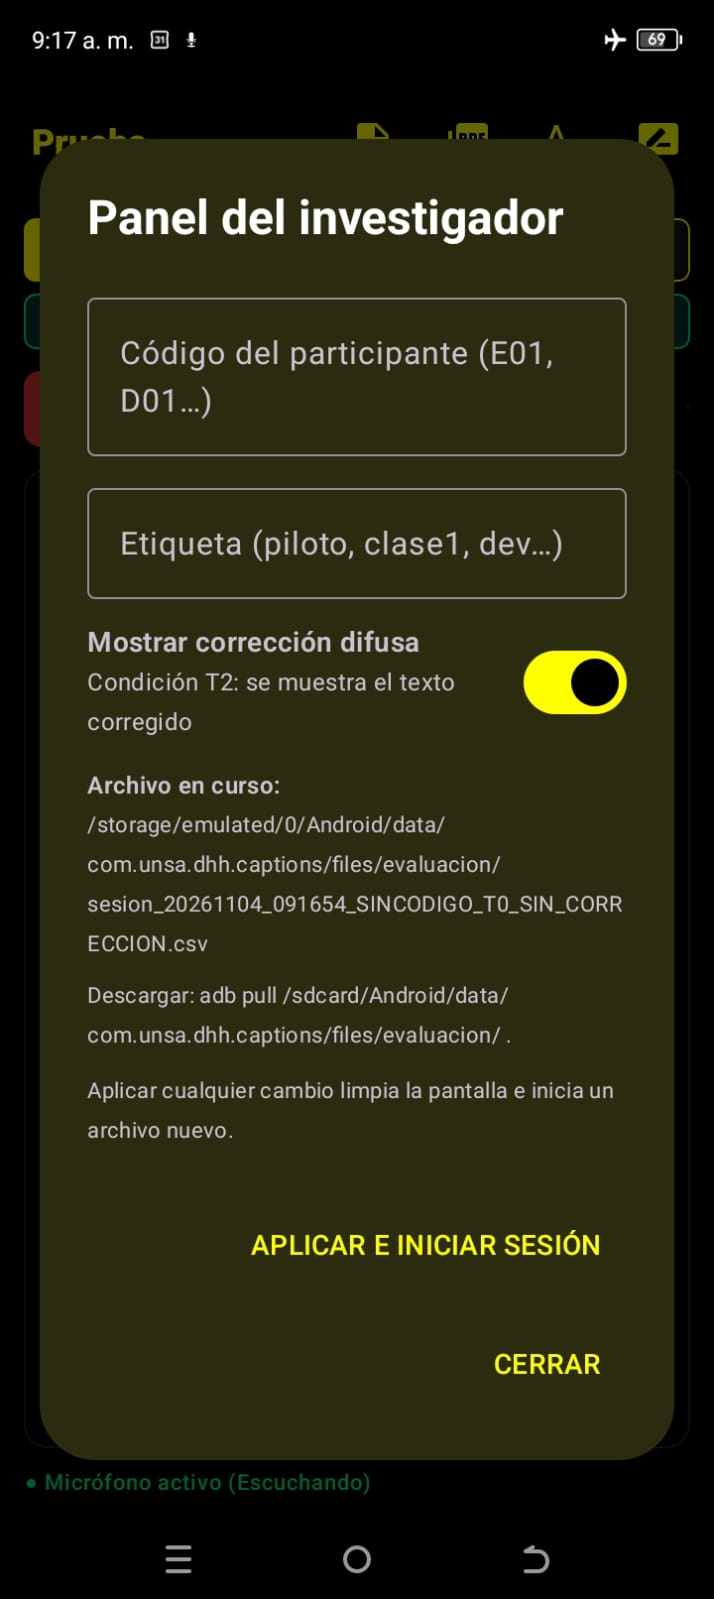 9:17 a. m.
31
69
Prueba
PDF
Panel del investigador
Código del participante (E01,
D01...)
Etiqueta (piloto, clase1, dev...)
Mostrar corrección difusa
Condición T2: se muestra el texto
corregido
Archivo en curso:
/storage/emulated/0/Android/data/
com.unsa.dhh.captions/files/evaluacion/
sesion_20261104_091654_SINCODIGO_T0_SIN_CORR
ECCION.csv
Descargar: adb pull /sdcard/Android/data/
com.unsa.dhh.captions/files/evaluacion/ .
Aplicar cualquier cambio limpia la pantalla e inicia un
archivo nuevo.
APLICAR E INICIAR SESIÓN
CERRAR
• Micrófono activo (Escuchando)